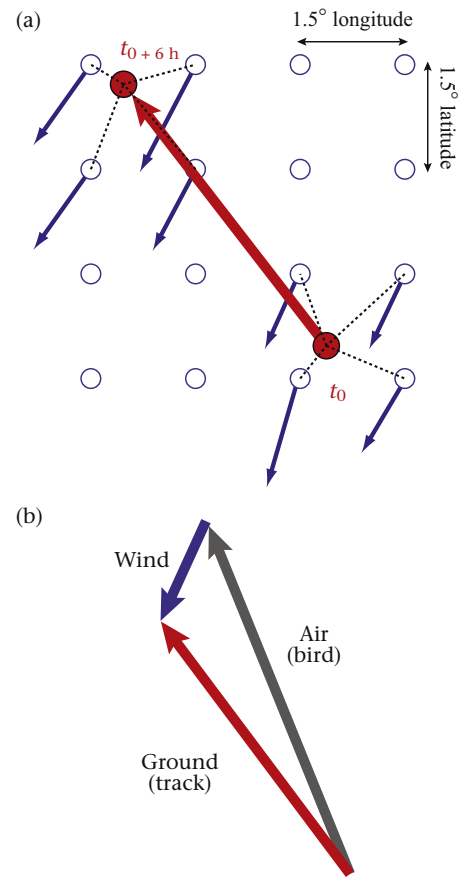 (a)
1.5° longitude
t0 + 6 h
1.5° latitude
t0
(b)
Wind
Air
(bird)
Ground
(track)